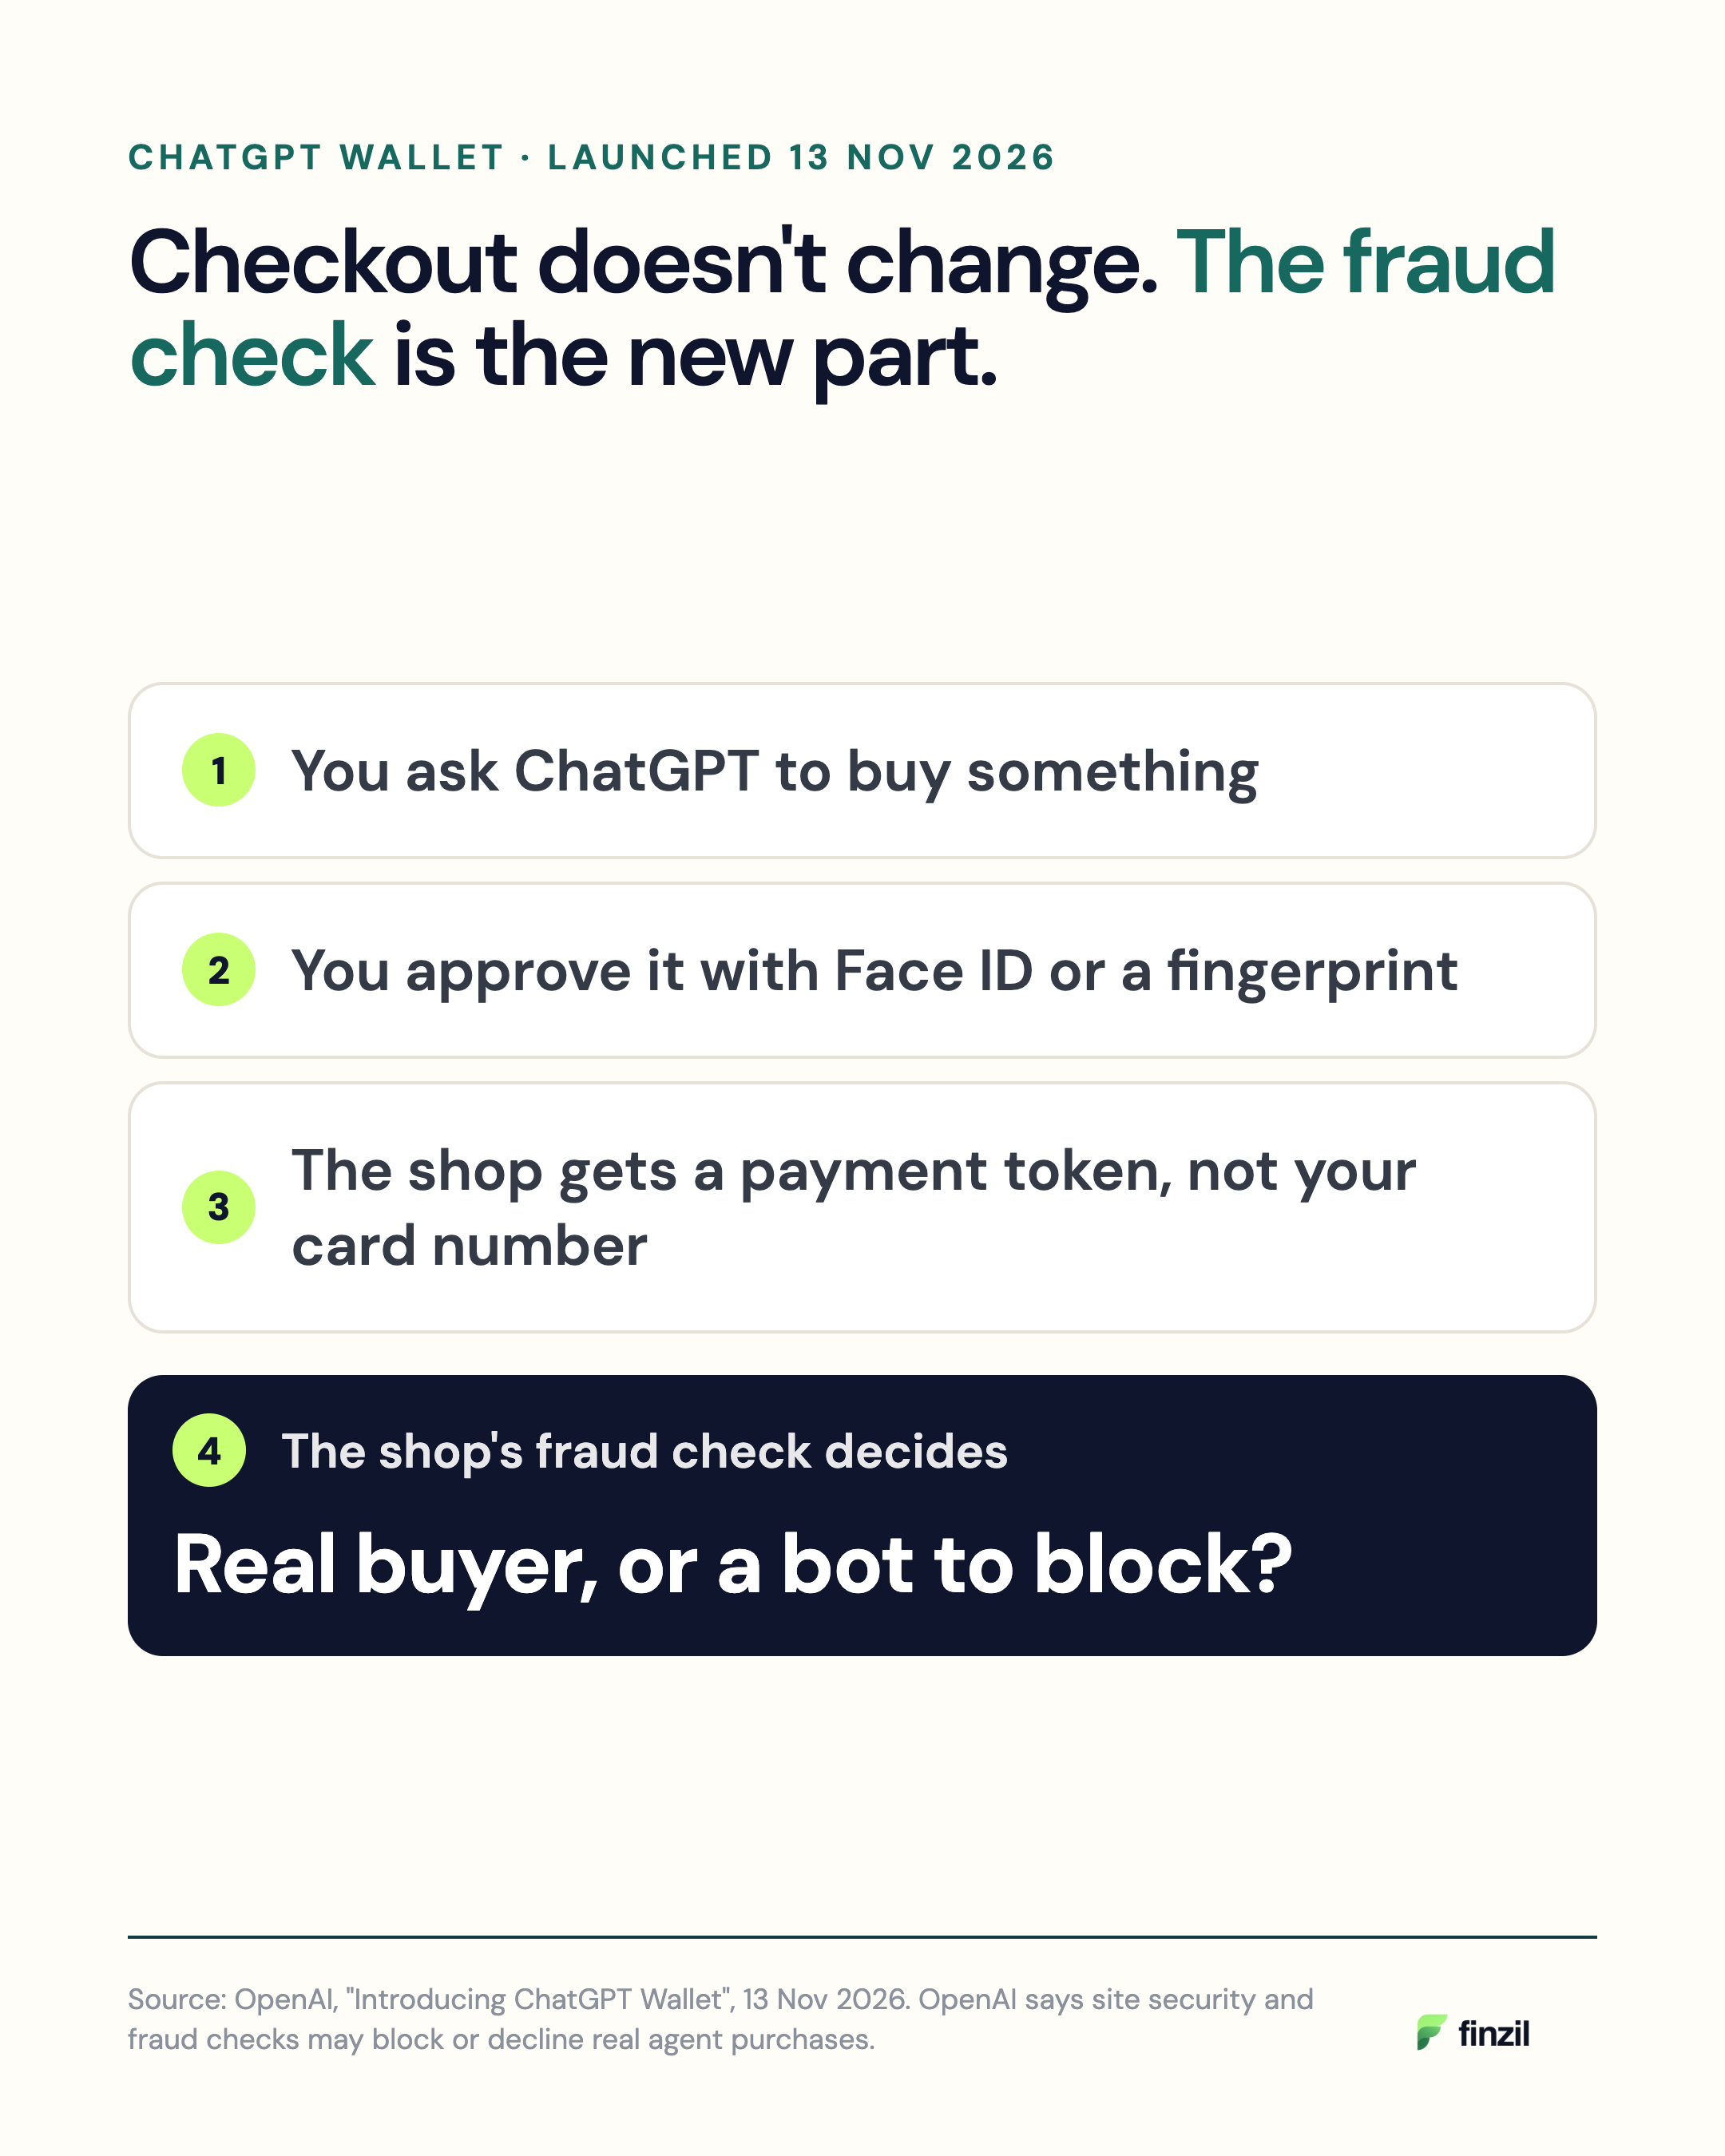 CHATGPT WALLET · LAUNCHED 13 NOV 2026
Checkout doesn't change. The fraud
check is the new part.
1 You ask ChatGPT to buy something
2 You approve it with Face ID or a fingerprint
3 The shop gets a payment token, not your
card number
4 The shop's fraud check decides
Real buyer, or a bot to block?
Source: OpenAI, "Introducing ChatGPT Wallet", 13 Nov 2026. OpenAI says site security and
fraud checks may block or decline real agent purchases.
finzil